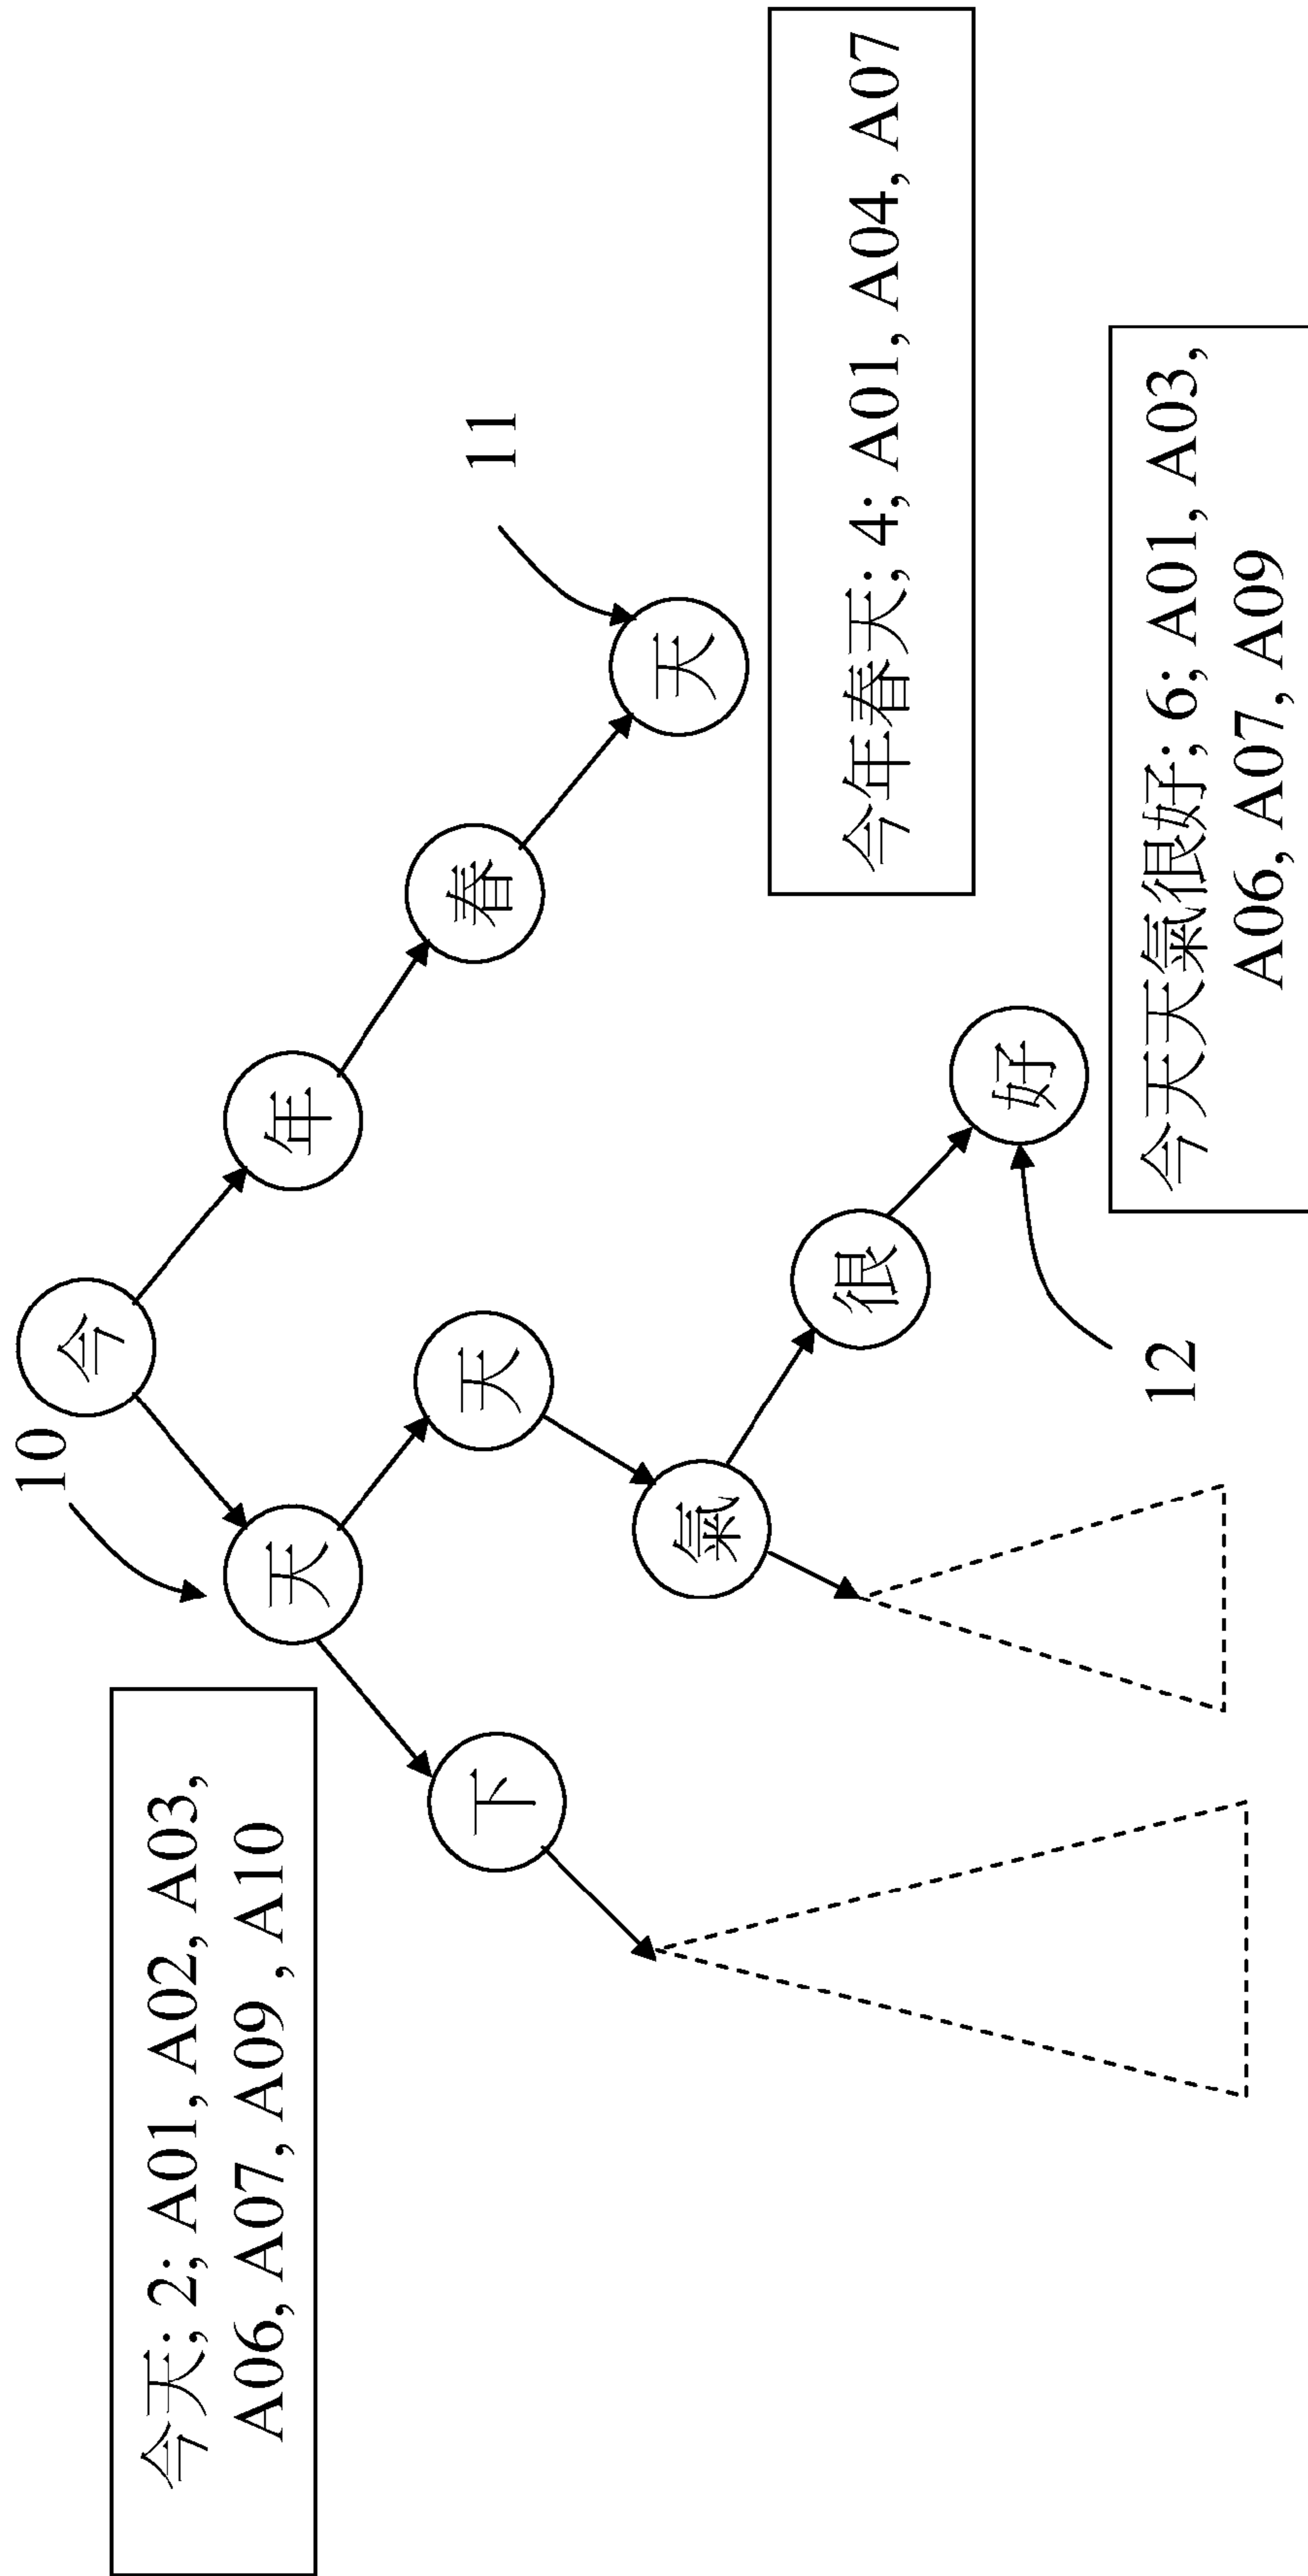 今
10
天
年
今天; 2; A01, A02, A03,
A06, A07, A09 , A10
下
天
春
11
氣
天
很
今年春天; 4; A01, A04, A07
12
好
今天天氣很好; 6; A01, A03,
A06, A07, A09